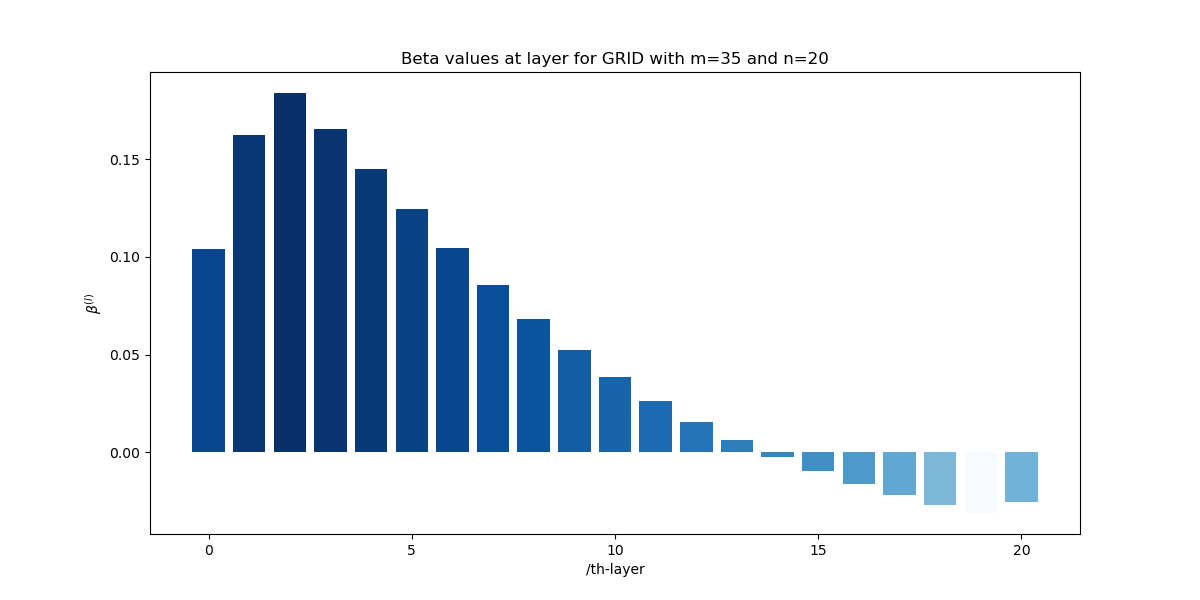 Beta values at layer for GRID with m=35 and n=20
0.15
0.10
0.05
0.00
β^(l)
0 5 10 15 20
/th-layer